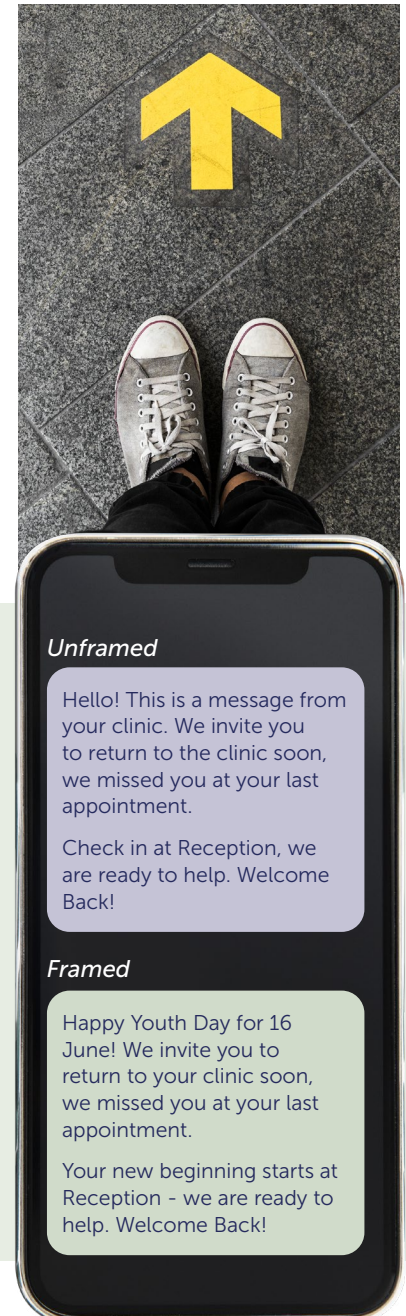 Unframed
Hello! This is a message from
your clinic. We invite you
to return to the clinic soon,
we missed you at your last
appointment.
Check in at Reception, we
are ready to help. Welcome
Back!
Framed
Happy Youth Day for 16
June! We invite you to
return to your clinic soon,
we missed you at your last
appointment.
Your new beginning starts at
Reception - we are ready to
help. Welcome Back!